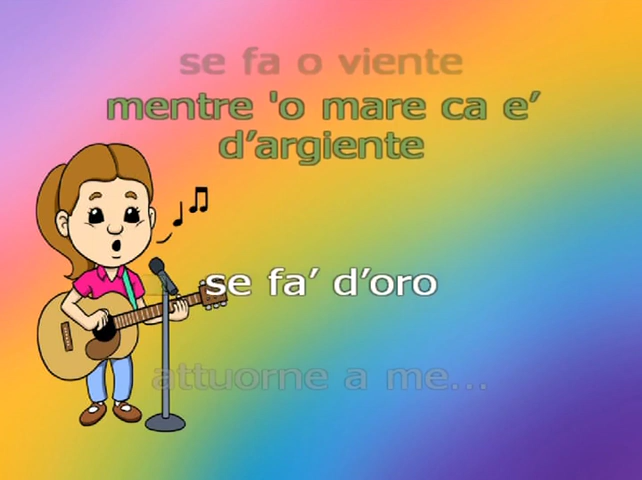 se fa o viente
mentre 'o mare ca e’
d’argiente
se fa’ d’oro
attuorne a me...